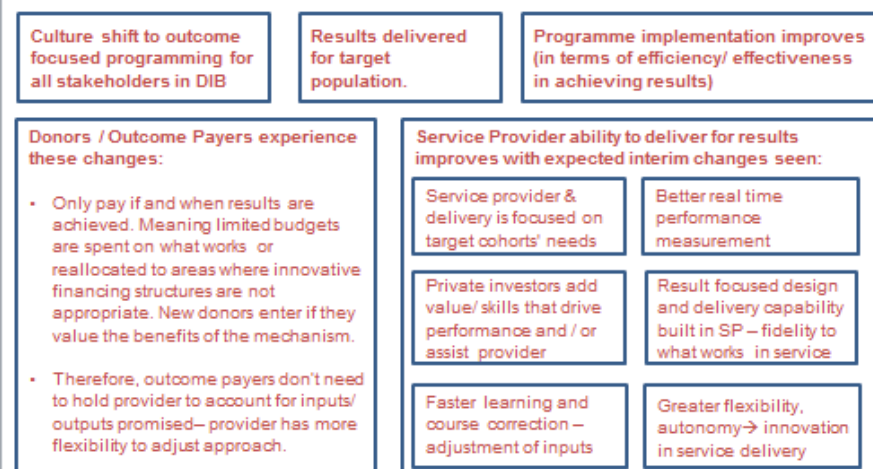 Culture shift to outcome
focused programming for
all stakeholders in DIB
Results delivered
for target
population.
Programme implementation improves
(in terms of efficiency/ effectiveness
in achieving results)
Donors / Outcome Payers experience
these changes:
• Only pay if and when results are
achieved. Meaning limited budgets
are spent on what works or
reallocated to areas where innovative
financing structures are not
appropriate. New donors enter if they
value the benefits of the mechanism.
• Therefore, outcome payers don't need
to hold provider to account for inputs/
outputs promised– provider has more
flexibility to adjust approach.
Service Provider ability to deliver for results
improves with expected interim changes seen:
Service provider &
delivery is focused on
target cohorts' needs
Better real time
performance
measurement
Private investors add
value/ skills that drive
performance and / or
assist provider
Result focused design
and delivery capability
built in SP – fidelity to
what works in service
Faster learning and
course correction –
adjustment of inputs
Greater flexibility,
autonomy→ innovation
in service delivery